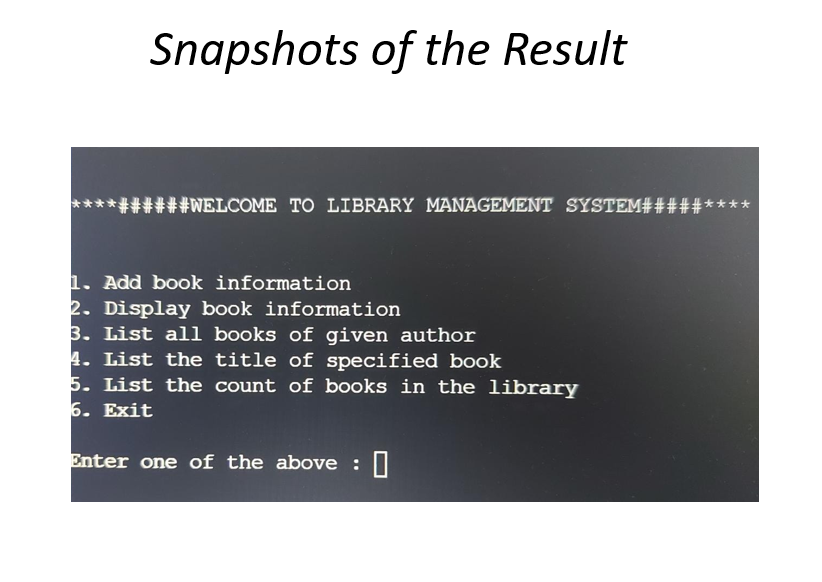 Snapshots of the Result
****######WELCOME TO LIBRARY MANAGEMENT SYSTEM#####****
1. Add book information
2. Display book information
3. List all books of given author
4. List the title of specified book
5. List the count of books in the library
6. Exit
Enter one of the above :